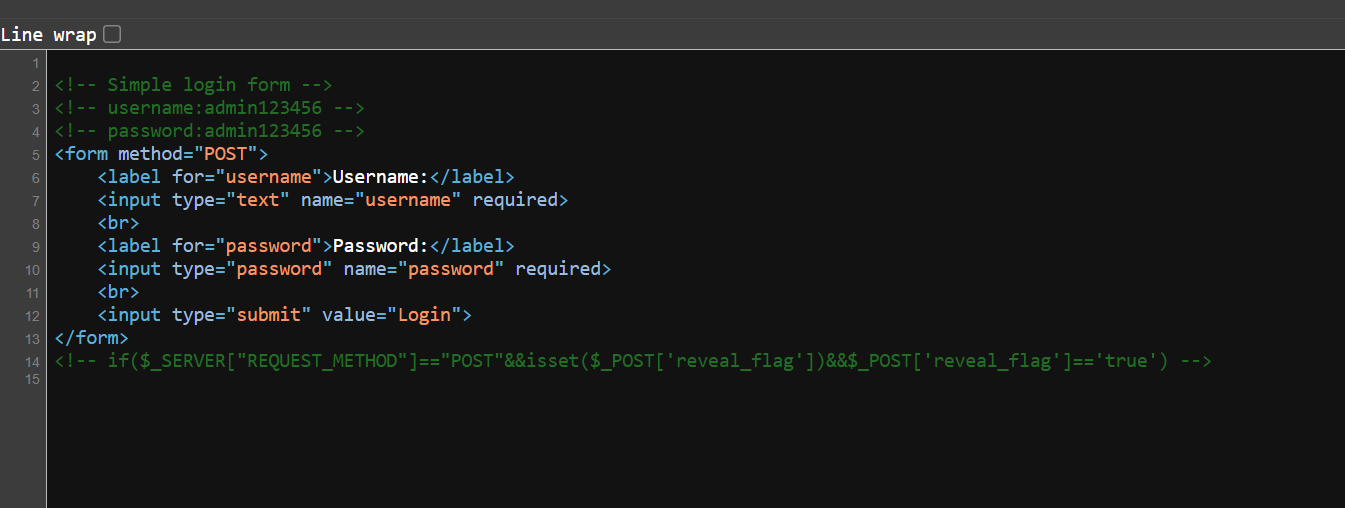 Line wrap
1
2 <!-- Simple login form -->
3 <!-- username:admin123456 -->
4 <!-- password:admin123456 -->
5 <form method="POST">
6     <label for="username">Username:</label>
7     <input type="text" name="username" required>
8     <br>
9     <label for="password">Password:</label>
10     <input type="password" name="password" required>
11     <br>
12     <input type="submit" value="Login">
13 </form>
14 <!-- if($_SERVER["REQUEST_METHOD"]=="POST"&&isset($_POST['reveal_flag'])&&$_POST['reveal_flag']=='true') -->
15